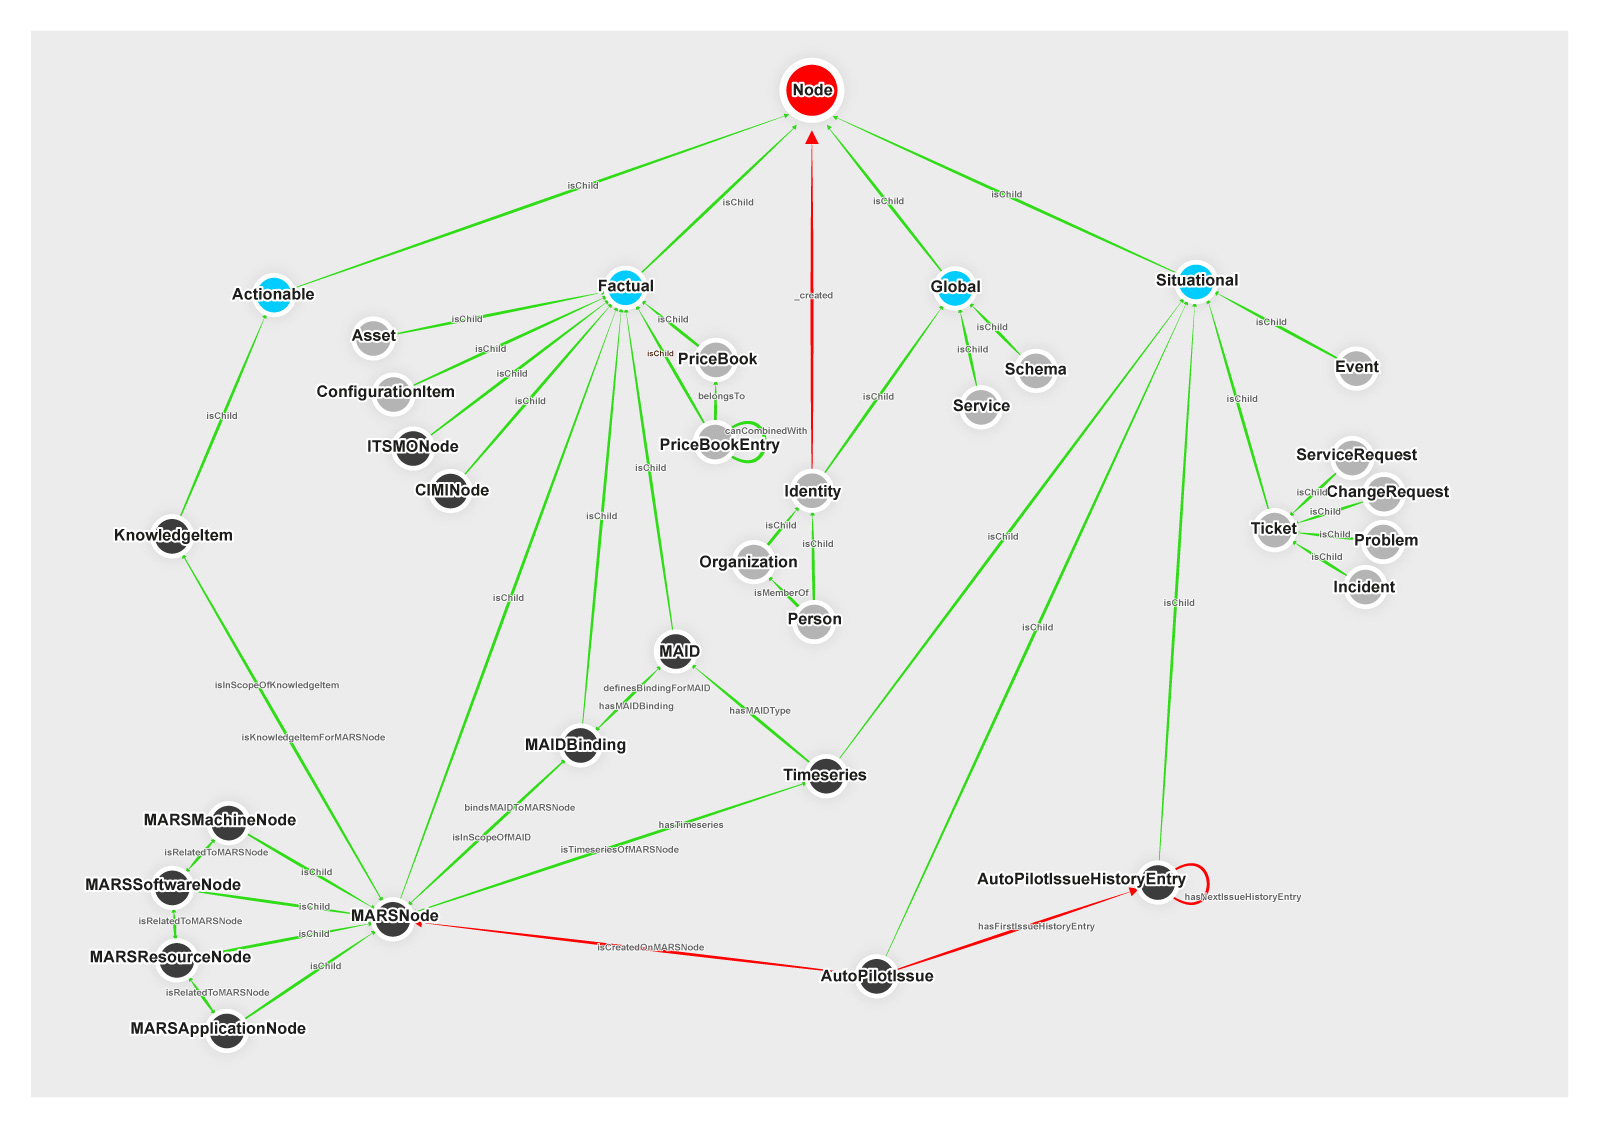 Node
isChild
isChild
isChild
isChild
Actionable
Factual
Global
Situational
_created
Asset
isChild
isChild
isChild
isChild
ConfigurationItem
isChild
isChild
PriceBook
isChild
Schema
Event
isChild
isChild
belongsTo
isChild
Service
isChild
isChild
ITSMONode
PriceBookEntry
canCombinedWith
ServiceRequest
CIMINode
isChild
Identity
isChild
ChangeRequest
KnowledgeItem
isChild
isChild
isChild
isChild
Ticket
isChild
isChild
Problem
Organization
isChild
Incident
isChild
isMemberOf
isChild
Person
isChild
MAID
isInScopeOfKnowledgeItem
definesBindingForMAID
hasMAIDBinding
hasMAIDType
isKnowledgeItemForMARSNode
MAIDBinding
Timeseries
bindsMAIDToMARSNode
MARSMachineNode
isInScopeOfMAID
hasTimeseries
isRelatedToMARSNode
isTimeseriesOfMARSNode
isChild
MARSSoftwareNode
isChild
AutoPilotIssueHistoryEntry
hasNextIssueHistoryEntry
isRelatedToMARSNode
MARSNode
isChild
hasFirstIssueHistoryEntry
MARSResourceNode
isChild
isCreatedOnMARSNode
AutoPilotIssue
isRelatedToMARSNode
MARSApplicationNode